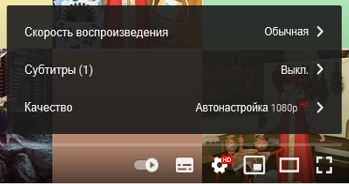 Скорость воспроизведения Обычная
Субтитры (1) Выкл.
Качество Автонастройка 1080p HD
HD